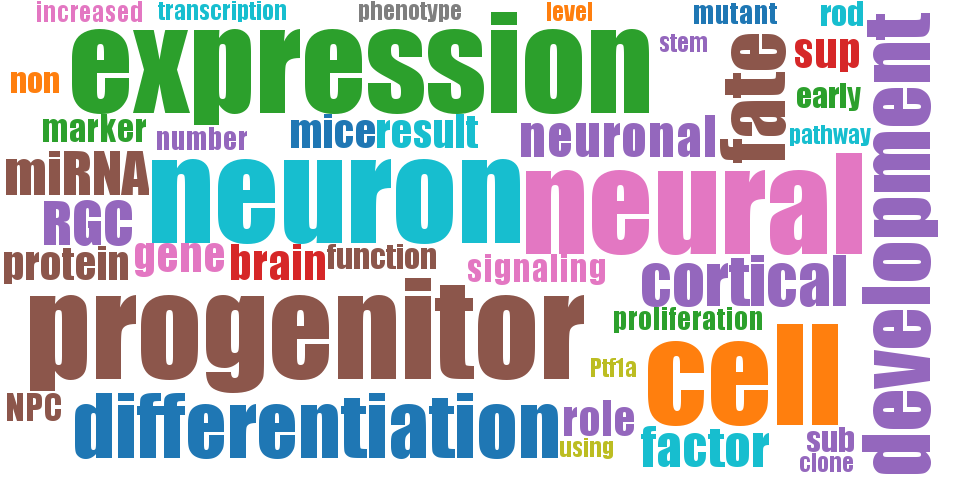 increased
transcription
phenotype
level
mutant
rod
expression
stem
fate
sup
development
non
early
marker
number
mice
result
neuronal
pathway
miRNA
neuron
neural
RGC
protein
gene
brain
function
signaling
cortical
progenitor
proliferation
cell
Ptf1a
NPC
differentiation
role
using
factor
sub
clone